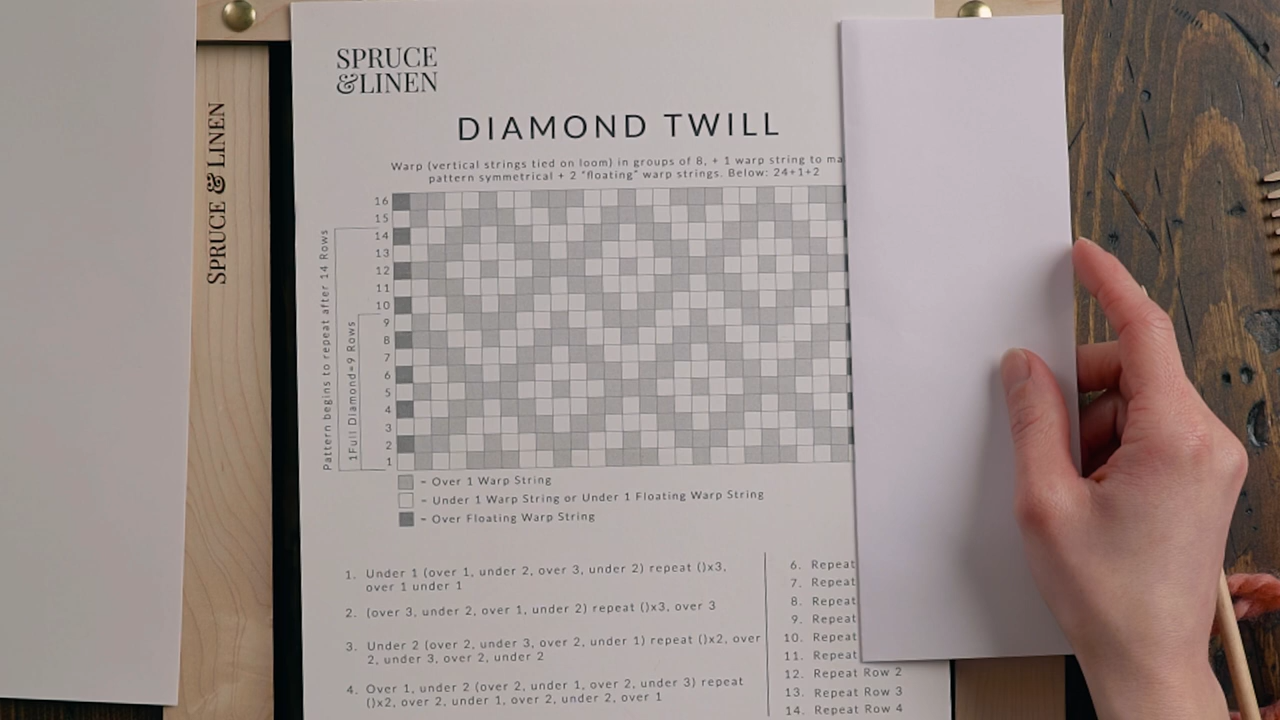 SPRUCE
&LINEN
SPRUCE & LINEN
DIAMOND TWILL
Warp (vertical strings tied on loom) in groups of 8, + 1 warp string to
pattern symmetrical + 2 "floating" warp strings. Below: 24+1+2
16
15
14
13
12
11
10
9
8
7
6
5
4
3
2
1
Pattern begins to repeat after 14 Rows
1Full Diamond=9 Rows
- Over 1 Warp String
- Under 1 Warp String or Under 1 Floating Warp String
- Over Floating Warp String
1. Under 1 (over 1, under 2, over 3, under 2) repeat ()x3,
over 1 under 1
2. (over 3, under 2, over 1, under 2) repeat ()x3, over 3
3. Under 2 (over 2, under 3, over 2, under 1) repeat ()x2, over
2, under 3, over 2, under 2
4. Over 1, under 2 (over 2, under 1, over 2, under 3) repeat
()x2, over 2, under 1, over 2, under 2, over 1
6. Repeat
7. Repeat
8. Repeat
9. Repeat
10. Repeat
11. Repeat
12. Repeat Row 2
13. Repeat Row 3
14. Repeat Row 4